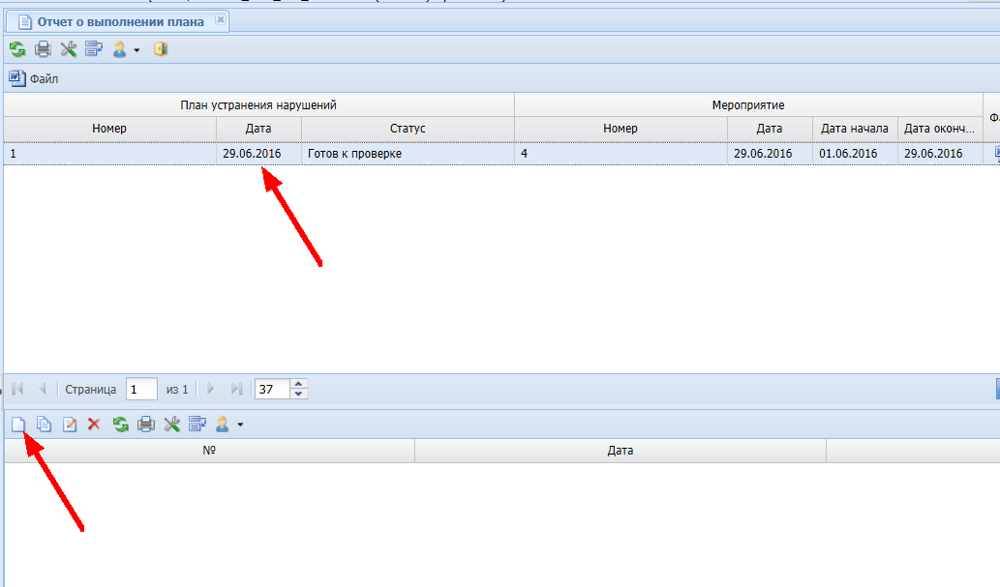 Отчет о выполнении плана
Файл
План устранения нарушений Мероприятие
Номер Дата Статус Номер Дата Дата начала Дата оконч...
1 29.06.2016 Готов к проверке 4 29.06.2016 01.06.2016 29.06.2016
Страница 1 из 1 37
№ Дата